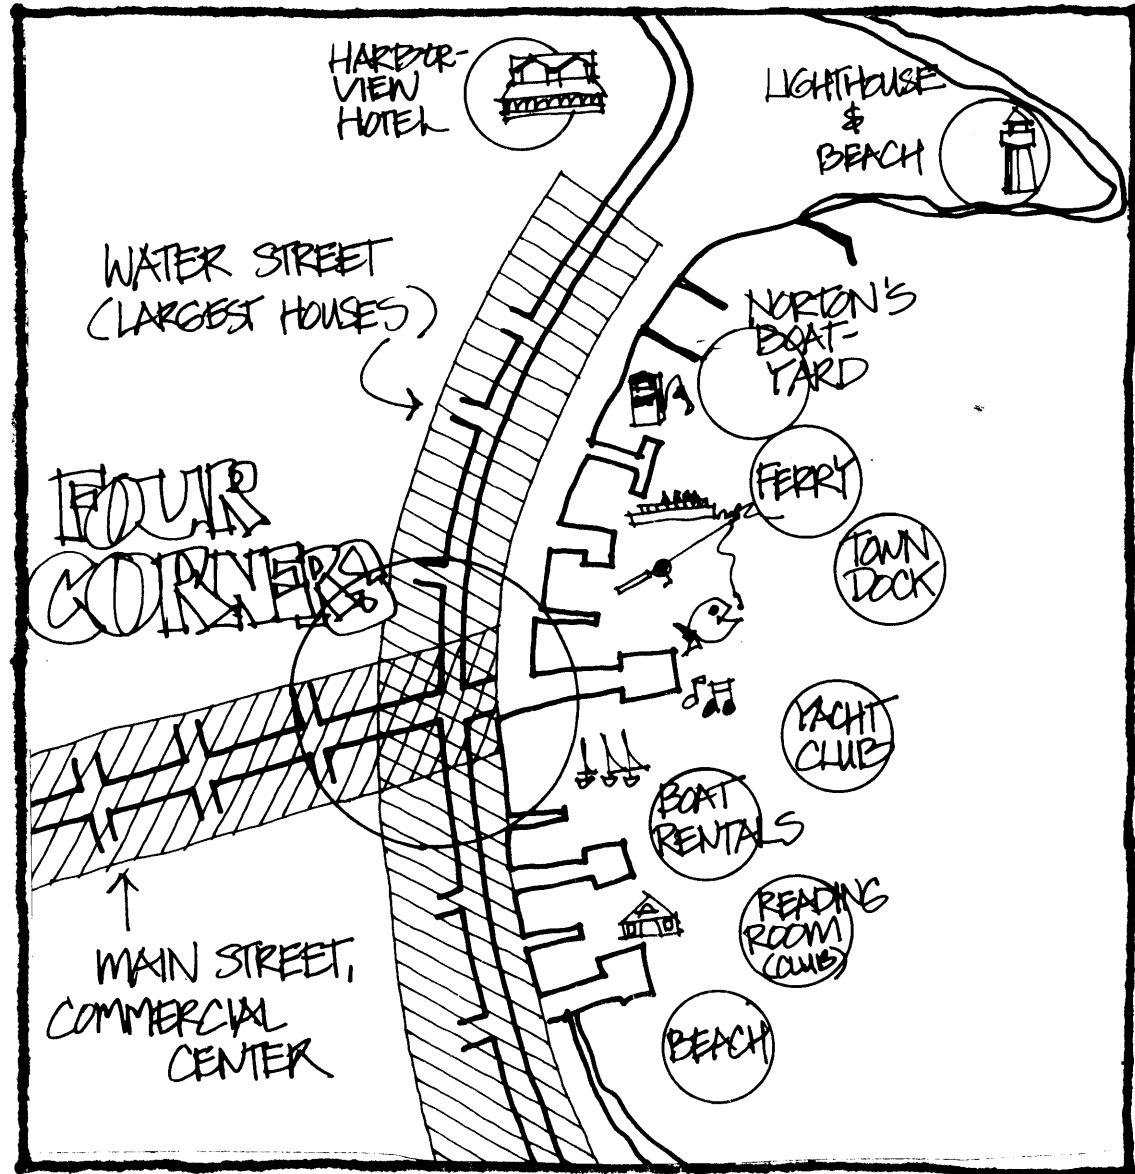 HARBOR-
VIEW
HOTEL
LIGHTHOUSE
&
BEACH
WATER STREET
(LARGEST HOUSES)
NORTON'S
BOAT-
YARD
FERRY
FOUR
CORNERS
TOWN
DOCK
YACHT
CLUB
BOAT
RENTALS
READING
ROOM
(CLUB)
MAIN STREET,
COMMERCIAL
CENTER
BEACH